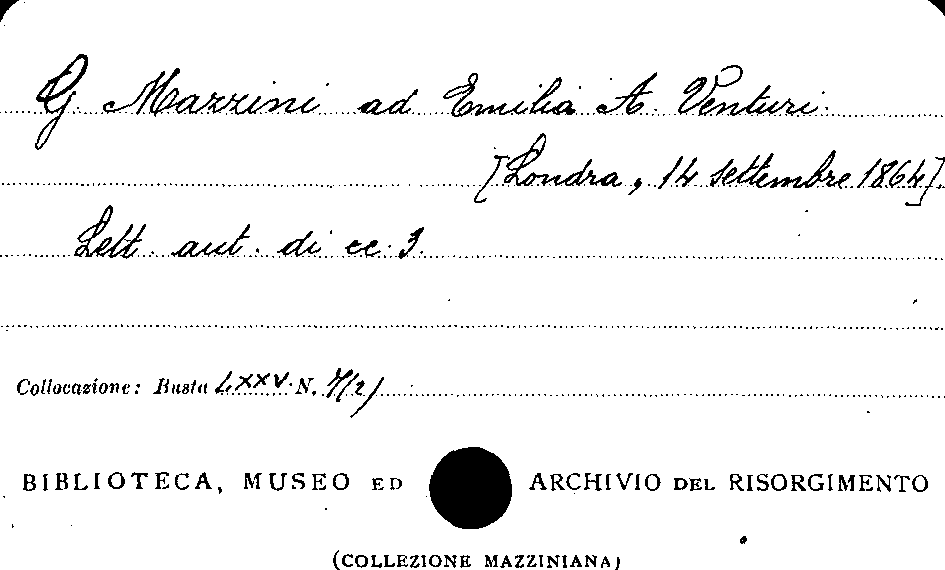 G. Mazzini ad Emilia A. Venturi.
[Londra, 14 settembre 1864].
Lett. aut. di cc. 3.
Collocazione: Busta LXXV N. 7(2)
BIBLIOTECA, MUSEO ED ARCHIVIO DEL RISORGIMENTO
(COLLEZIONE MAZZINIANA)